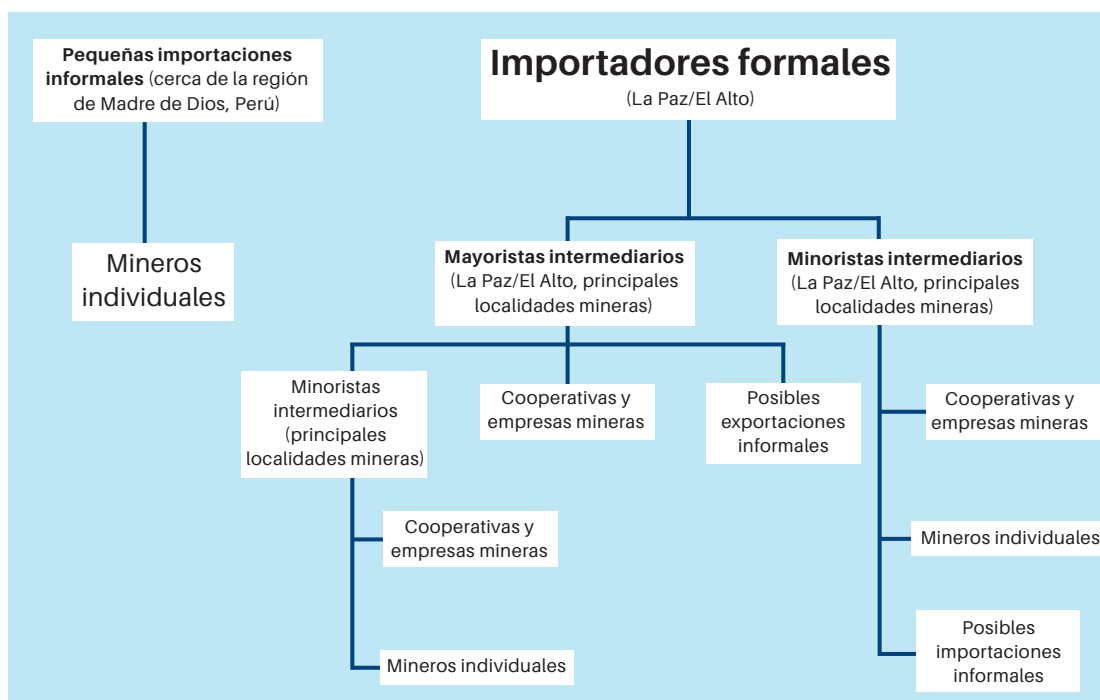 Pequeñas importaciones
informales (cerca de la región
de Madre de Dios, Perú)
Mineros
individuales
Importadores formales
(La Paz/El Alto)
Mayoristas intermediarios
(La Paz/El Alto, principales
localidades mineras)
Minoristas intermediarios
(La Paz/El Alto, principales
localidades mineras)
Minoristas
intermediarios
(principales
localidades mineras)
Cooperativas y
empresas mineras
Posibles
exportaciones
informales
Cooperativas y
empresas mineras
Mineros individuales
Cooperativas y
empresas mineras
Mineros individuales
Posibles
importaciones
informales